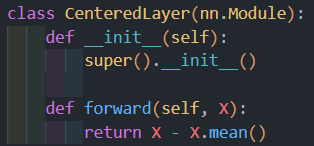 class CenteredLayer(nn.Module):
    def __init__(self):
        super().__init__()

    def forward(self, X):
        return X - X.mean()